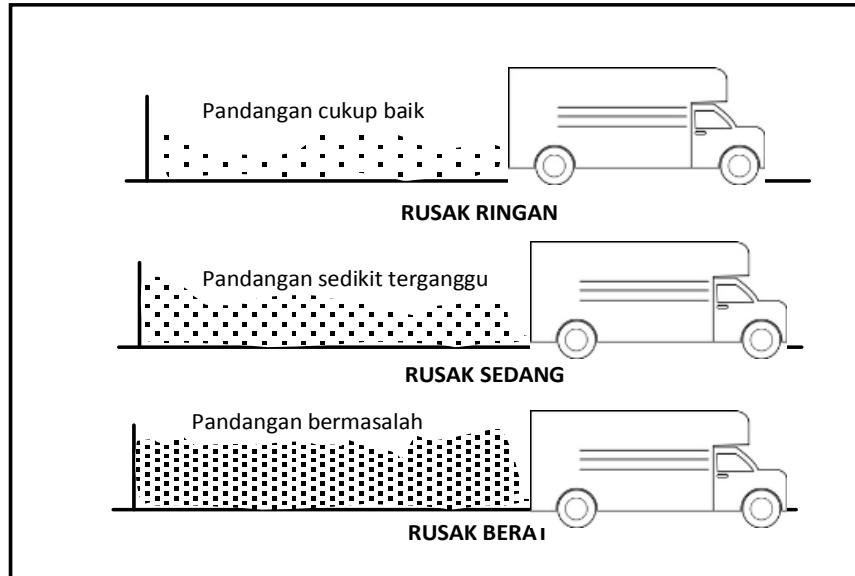 Pandangan cukup baik
RUSAK RINGAN
Pandangan sedikit terganggu
RUSAK SEDANG
Pandangan bermasalah
RUSAK BERAT